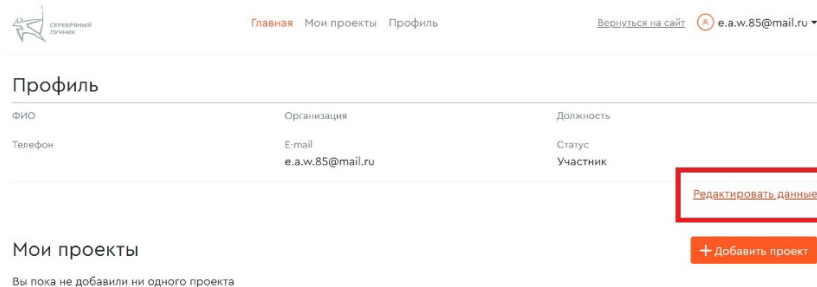 СЕРЕБРЯНЫЙ
ЛУЧНИК
Главная Мои проекты Профиль
Вернуться на сайт e.a.w.85@mail.ru
Профиль
ФИО Организация Должность
Телефон E-mail Статус
e.a.w.85@mail.ru Участник
Редактировать данные
Мои проекты
+ Добавить проект
Вы пока не добавили ни одного проекта